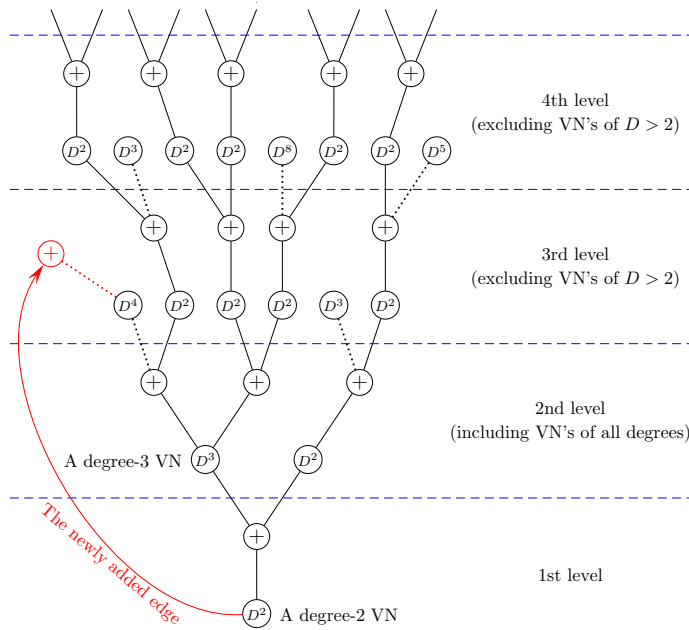 + + + + +
4th level
(excluding VN's of D > 2)
D² D³ D² D² D⁸ D² D² D⁵
+ + + +
+
3rd level
(excluding VN's of D > 2)
D⁴ D² D² D² D³ D²
+ + +
2nd level
(including VN's of all degrees)
A degree-3 VN D³ D²
The newly added edge
+
1st level
D² A degree-2 VN